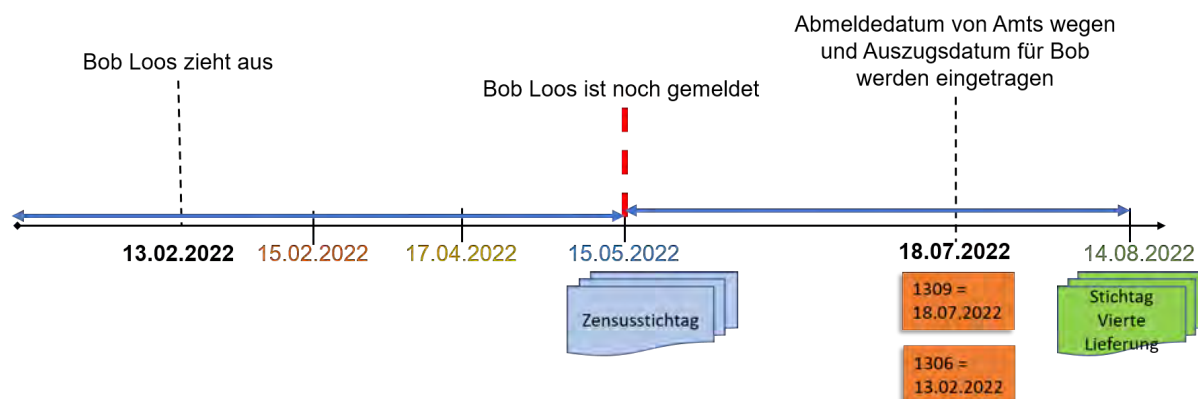 Abmeldedatum von Amts wegen
und Auszugsdatum für Bob
werden eingetragen
Bob Loos zieht aus
Bob Loos ist noch gemeldet
13.02.2022
15.02.2022
17.04.2022
15.05.2022
18.07.2022
14.08.2022
Zensusstichtag
1309 =
18.07.2022
1306 =
13.02.2022
Stichtag
Vierte
Lieferung